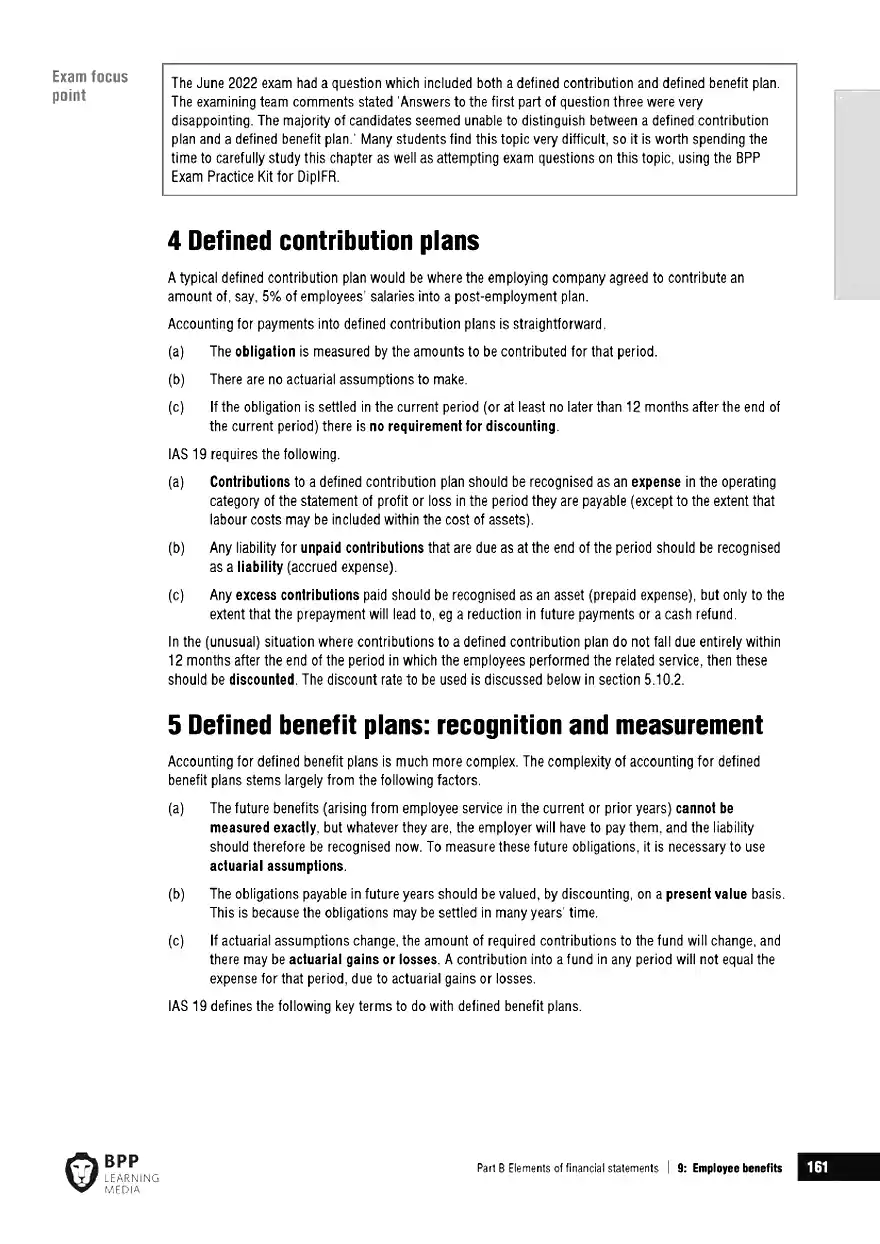 Exam focus
point
The June 2022 exam had a question which included both a defined contribution and defined benefit plan.
The examining team comments stated 'Answers to the first part of question three were very
disappointing. The majority of candidates seemed unable to distinguish between a defined contribution
plan and a defined benefit plan.' Many students find this topic very difficult, so it is worth spending the
time to carefully study this chapter as well as attempting exam questions on this topic, using the BPP
Exam Practice Kit for DipIFR.
4 Defined contribution plans
A typical defined contribution plan would be where the employing company agreed to contribute an
amount of, say, 5% of employees' salaries into a post-employment plan.
Accounting for payments into defined contribution plans is straightforward.
(a) The obligation is measured by the amounts to be contributed for that period.
(b) There are no actuarial assumptions to make.
(c) If the obligation is settled in the current period (or at least no later than 12 months after the end of
the current period) there is no requirement for discounting.
IAS 19 requires the following.
(a) Contributions to a defined contribution plan should be recognised as an expense in the operating
category of the statement of profit or loss in the period they are payable (except to the extent that
labour costs may be included within the cost of assets).
(b) Any liability for unpaid contributions that are due as at the end of the period should be recognised
as a liability (accrued expense).
(c) Any excess contributions paid should be recognised as an asset (prepaid expense), but only to the
extent that the prepayment will lead to, eg a reduction in future payments or a cash refund.
In the (unusual) situation where contributions to a defined contribution plan do not fall due entirely within
12 months after the end of the period in which the employees performed the related service, then these
should be discounted. The discount rate to be used is discussed below in section 5.10.2.
5 Defined benefit plans: recognition and measurement
Accounting for defined benefit plans is much more complex. The complexity of accounting for defined
benefit plans stems largely from the following factors.
(a) The future benefits (arising from employee service in the current or prior years) cannot be
measured exactly, but whatever they are, the employer will have to pay them, and the liability
should therefore be recognised now. To measure these future obligations, it is necessary to use
actuarial assumptions.
(b) The obligations payable in future years should be valued, by discounting, on a present value basis.
This is because the obligations may be settled in many years' time.
(c) If actuarial assumptions change, the amount of required contributions to the fund will change, and
there may be actuarial gains or losses. A contribution into a fund in any period will not equal the
expense for that period, due to actuarial gains or losses.
IAS 19 defines the following key terms to do with defined benefit plans.
BPP
LEARNING
MEDIA
Part B Elements of financial statements | 9: Employee benefits 161